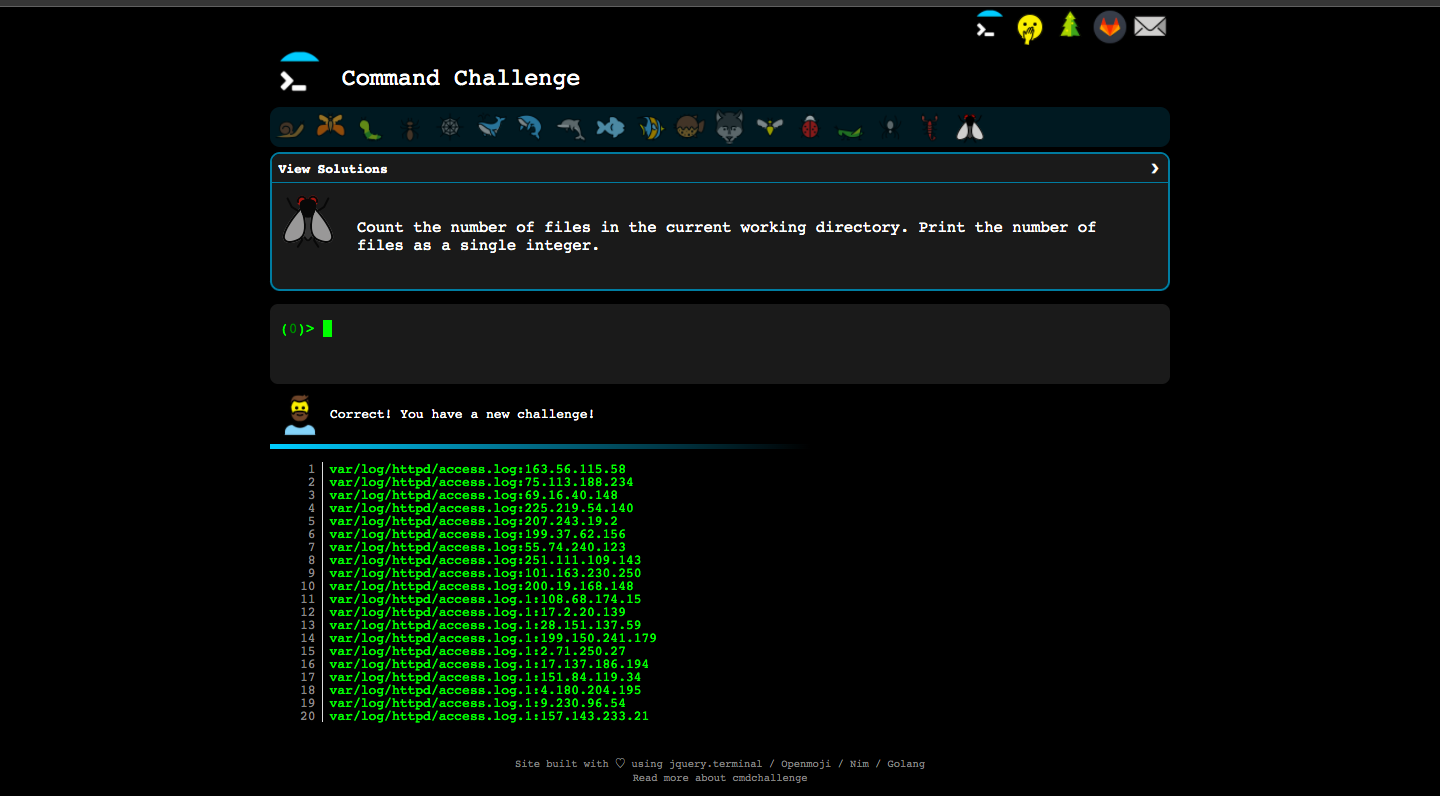 Command Challenge
View Solutions ❯
Count the number of files in the current working directory. Print the number of
files as a single integer.
(0)>
Correct! You have a new challenge!
1 var/log/httpd/access.log:163.56.115.58
2 var/log/httpd/access.log:75.113.188.234
3 var/log/httpd/access.log:69.16.40.148
4 var/log/httpd/access.log:225.219.54.140
5 var/log/httpd/access.log:207.243.19.2
6 var/log/httpd/access.log:199.37.62.156
7 var/log/httpd/access.log:55.74.240.123
8 var/log/httpd/access.log:251.111.109.143
9 var/log/httpd/access.log:101.163.230.250
10 var/log/httpd/access.log:200.19.168.148
11 var/log/httpd/access.log.1:108.68.174.15
12 var/log/httpd/access.log.1:17.2.20.139
13 var/log/httpd/access.log.1:28.151.137.59
14 var/log/httpd/access.log.1:199.150.241.179
15 var/log/httpd/access.log.1:2.71.250.27
16 var/log/httpd/access.log.1:17.137.186.194
17 var/log/httpd/access.log.1:151.84.119.34
18 var/log/httpd/access.log.1:4.180.204.195
19 var/log/httpd/access.log.1:9.230.96.54
20 var/log/httpd/access.log.1:157.143.233.21
Site built with ♡ using jquery.terminal / Openmoji / Nim / Golang
Read more about cmdchallenge